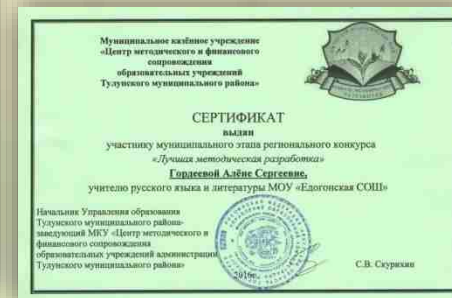 Муниципальное казённое учреждение
«Центр методического и финансового
сопровождения
образовательных учреждений
Тулунского муниципального района»
СЕРТИФИКАТ
выдан
участнику муниципального этапа регионального конкурса
«Лучшая методическая разработка»
Гордеевой Алёне Сергеевне,
учителю русского языка и литературы МОУ «Едогонская СОШ»
Начальник Управления образования
Тулунского муниципального района-
заведующий МКУ «Центр методического и
финансового сопровождения
образовательных учреждений администрации
Тулунского муниципального района»
С.В. Скурихин